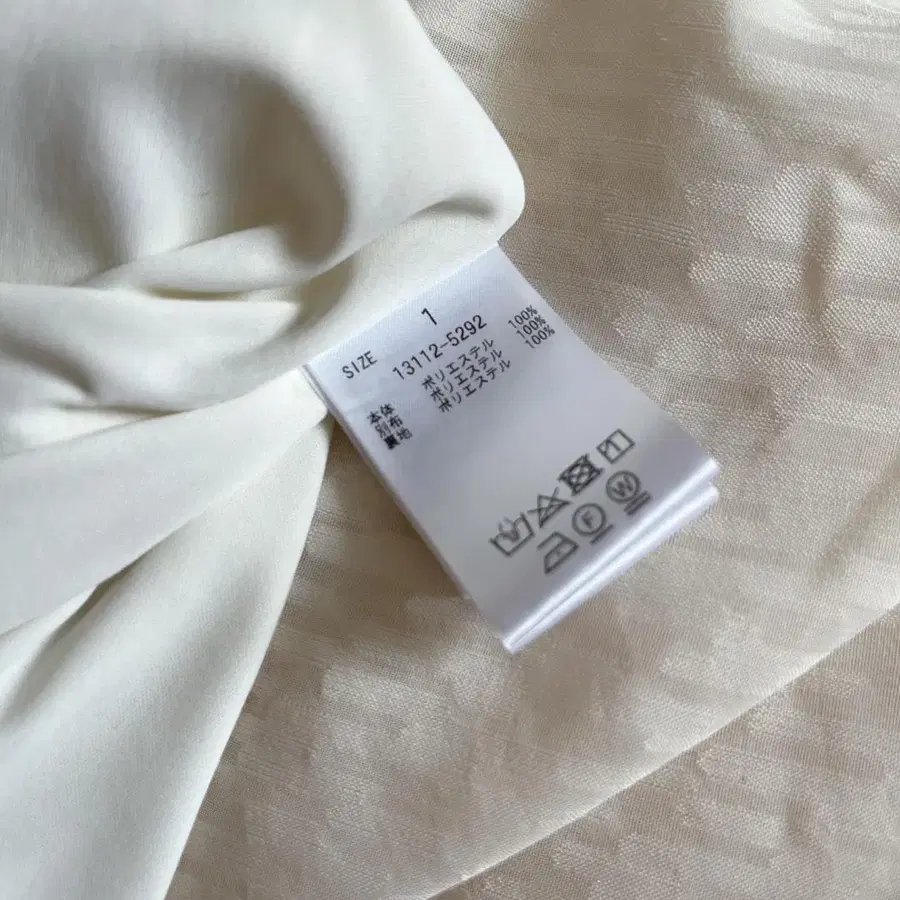 SIZE 1
13112-5292
本体 ポリエステル 100%
別布 ポリエステル 100%
裏地 ポリエステル 100%
F W